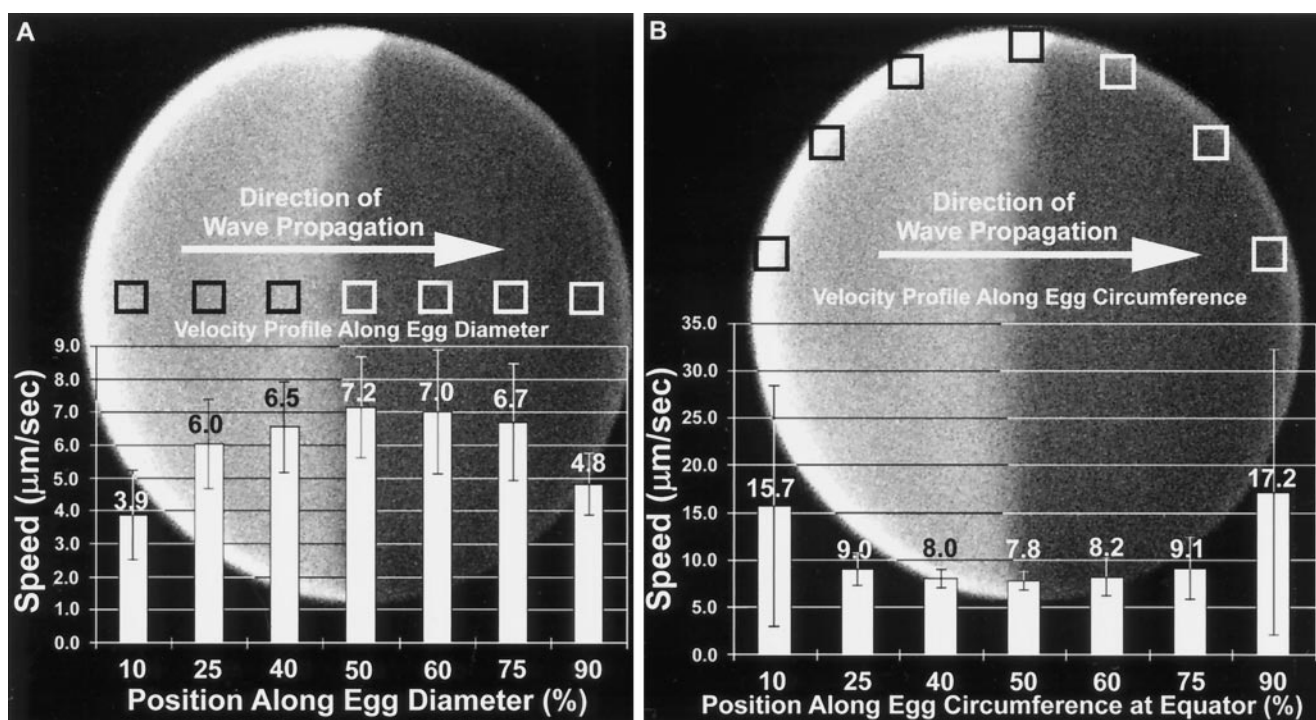 A
Direction of
Wave Propagation
Velocity Profile Along Egg Diameter
Speed (μm/sec)
9.0
8.0
7.0
6.0
5.0
4.0
3.0
2.0
1.0
0.0
3.9
6.0
6.5
7.2
7.0
6.7
4.8
10 25 40 50 60 75 90
Position Along Egg Diameter (%)
B
Direction of
Wave Propagation
Velocity Profile Along Egg Circumference
Speed (μm/sec)
35.0
30.0
25.0
20.0
15.0
10.0
5.0
0.0
15.7
9.0
8.0
7.8
8.2
9.1
17.2
10 25 40 50 60 75 90
Position Along Egg Circumference at Equator (%)